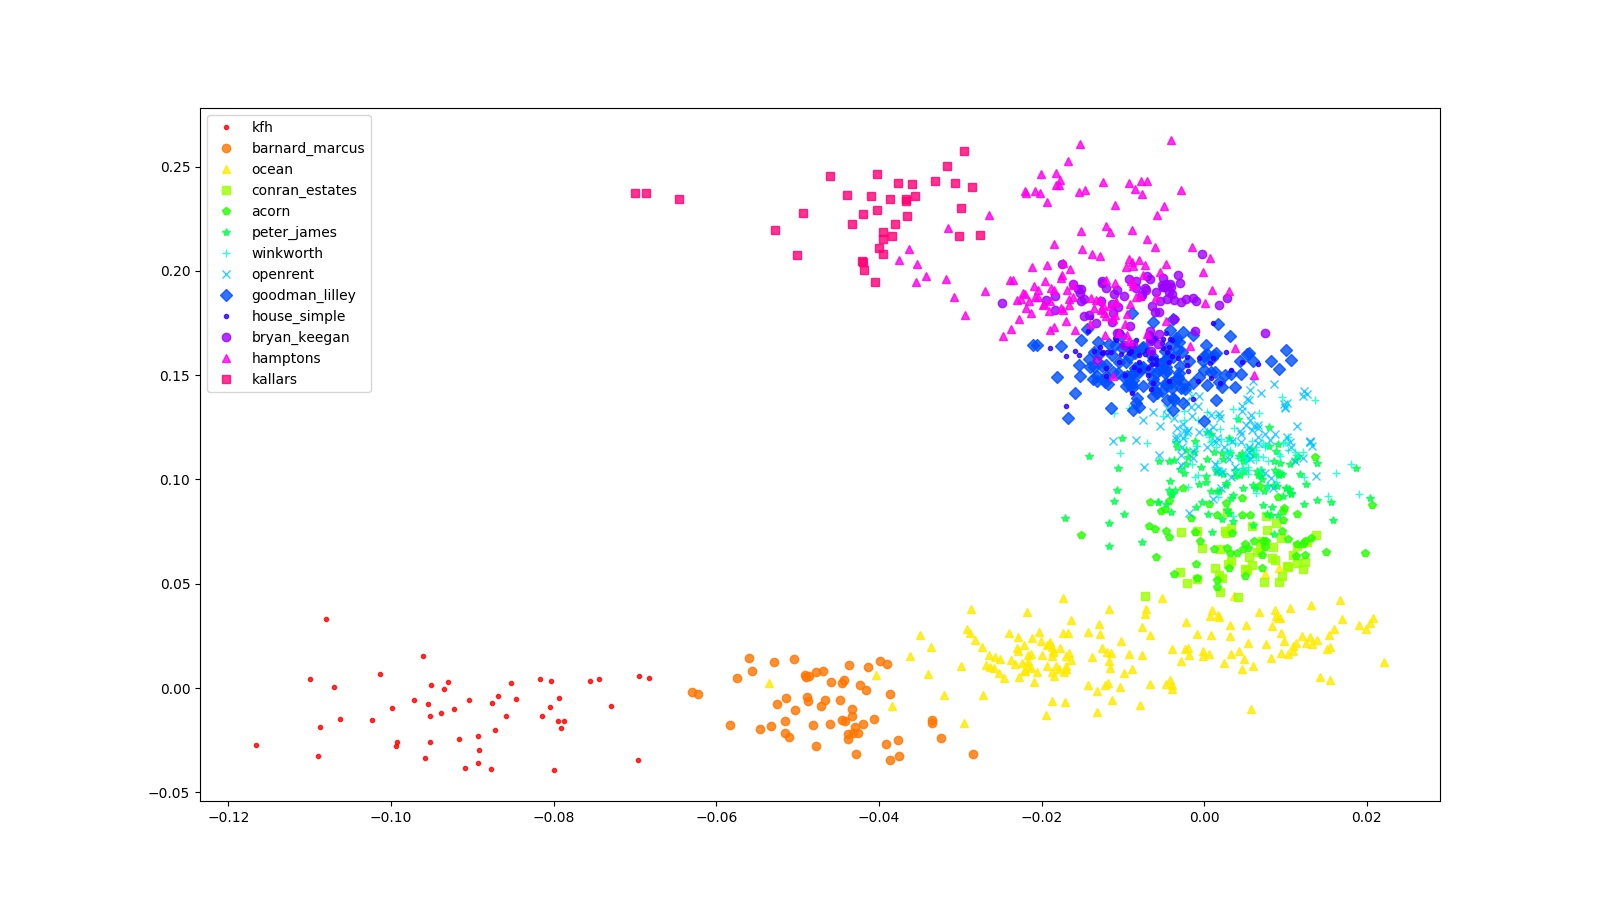 kfh
barnard_marcus
ocean
conran_estates
acorn
peter_james
winkworth
openrent
goodman_lilley
house_simple
bryan_keegan
hamptons
kallars
0.25
0.20
0.15
0.10
0.05
0.00
−0.05
−0.12 −0.10 −0.08 −0.06 −0.04 −0.02 0.00 0.02